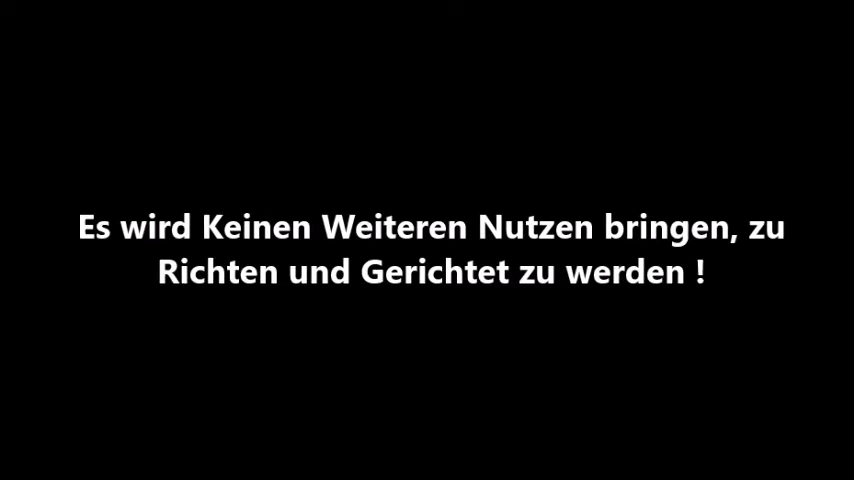 Es wird Keinen Weiteren Nutzen bringen, zu
Richten und Gerichtet zu werden !